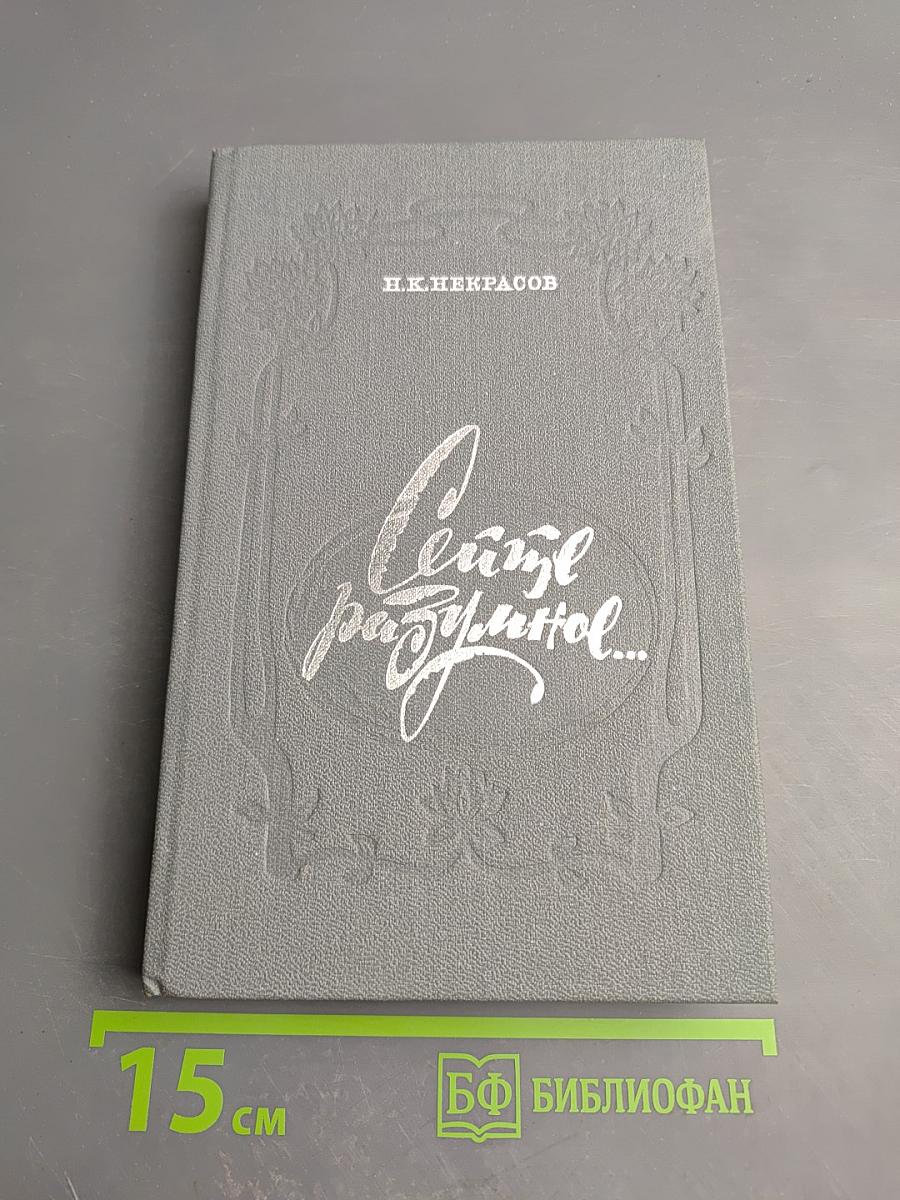 Н.К.НЕКРАСОВ
Сейте
разумное...
15 см
БФ БИБЛИОФАН